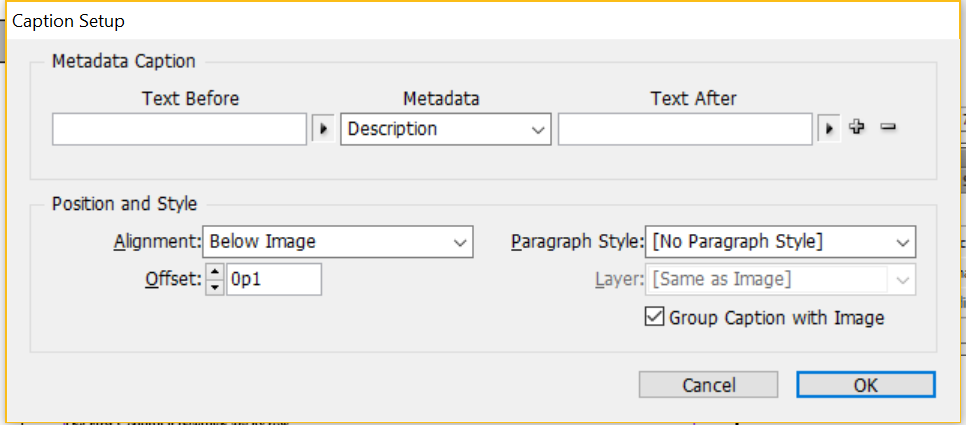 Caption Setup
Metadata Caption
Text Before Metadata Text After
Description
Position and Style
Alignment: Below Image Paragraph Style: [No Paragraph Style]
Offset: 0p1 Layer: [Same as Image]
Group Caption with Image
Cancel OK